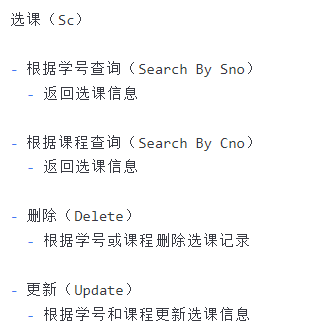 选课（Sc）
- 根据学号查询（Search By Sno）
- 返回选课信息
- 根据课程查询（Search By Cno）
- 返回选课信息
- 删除（Delete）
- 根据学号或课程删除选课记录
- 更新（Update）
- 根据学号和课程更新选课信息